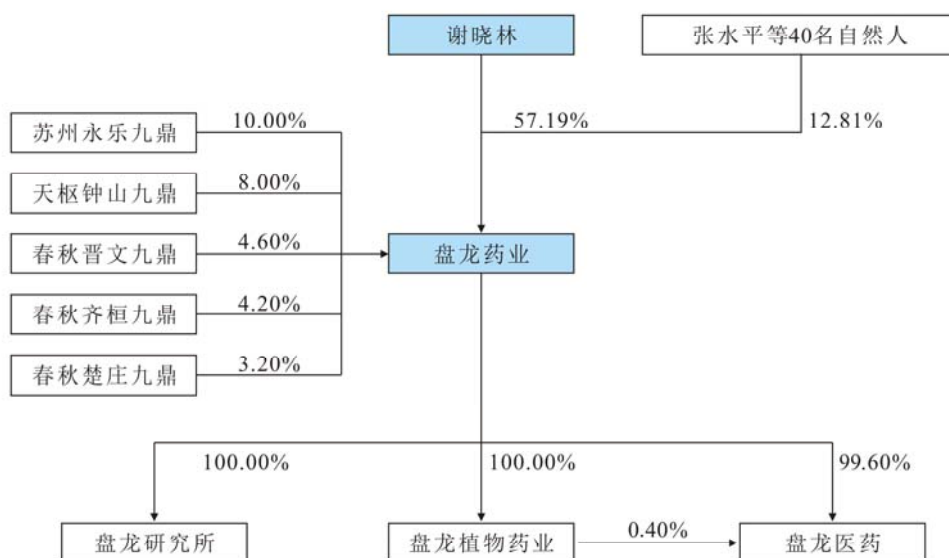 谢晓林
张水平等40名自然人
57.19%
12.81%
苏州永乐九鼎
10.00%
天枢钟山九鼎
8.00%
春秋晋文九鼎
4.60%
盘龙药业
春秋齐桓九鼎
4.20%
春秋楚庄九鼎
3.20%
100.00%
100.00%
99.60%
盘龙研究所
盘龙植物药业
0.40%
盘龙医药